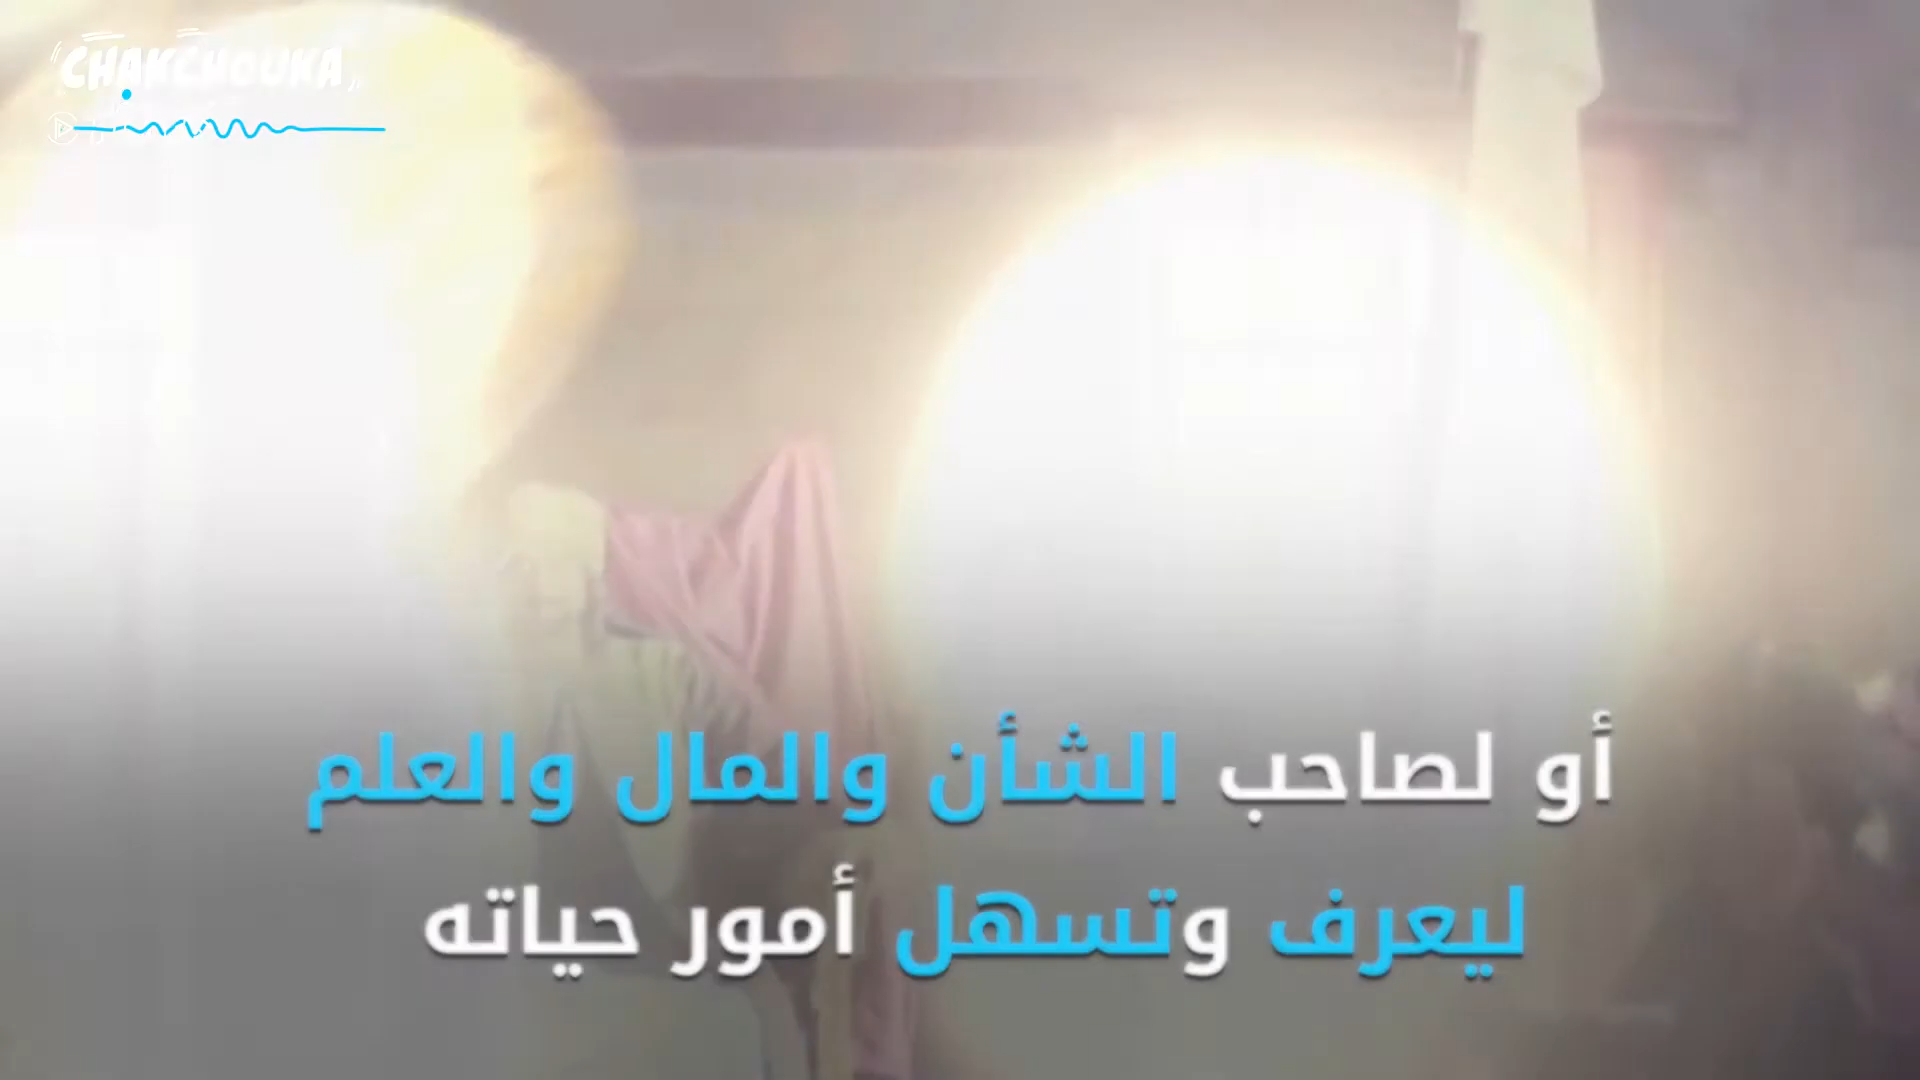 CHAKCHOUKA
أو لصاحب الشأن والمال والعلم
ليعرف وتسهل أمور حياته